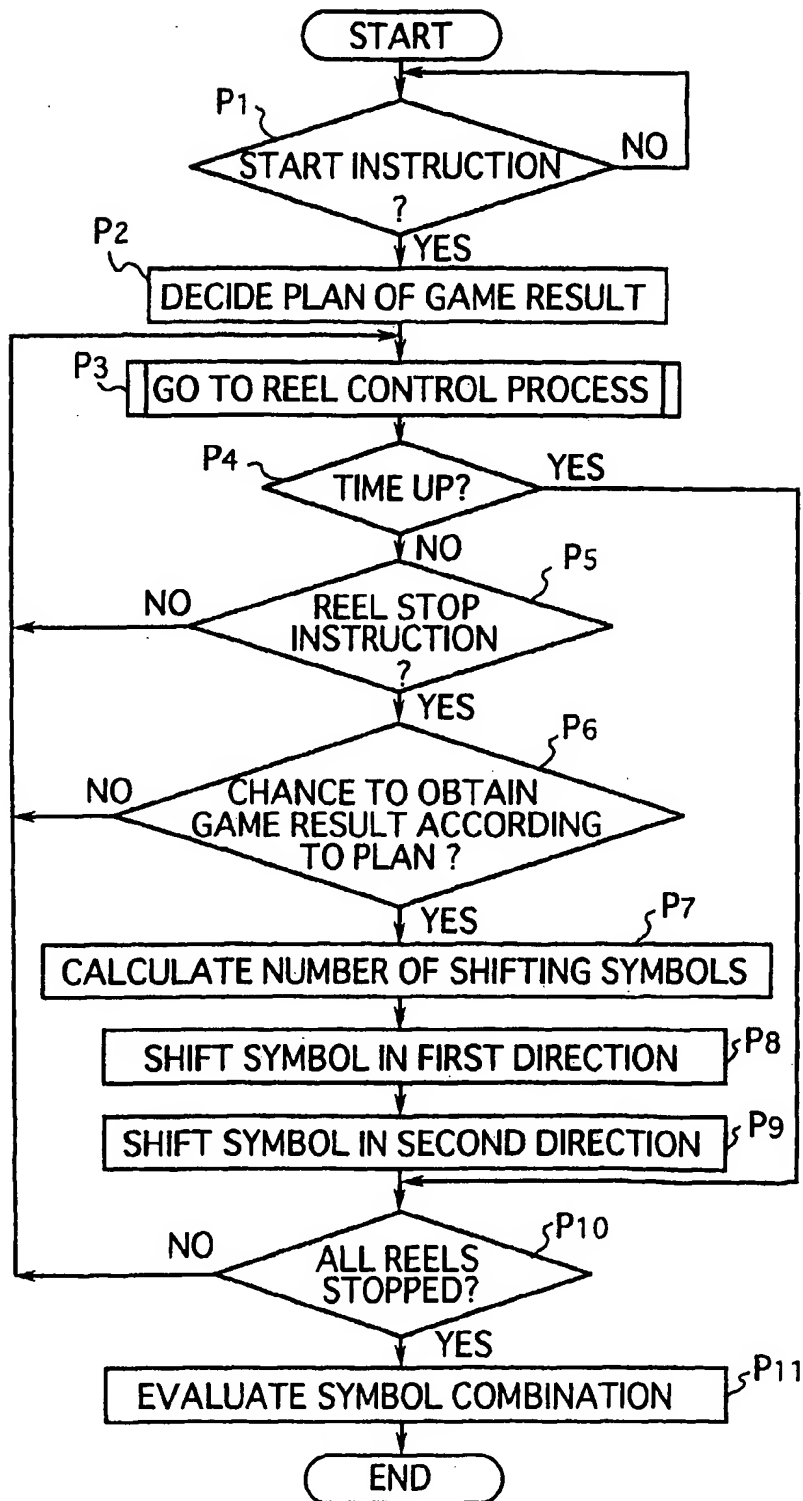 START
P1
START INSTRUCTION
?
NO
YES
P2
DECIDE PLAN OF GAME RESULT
P3
GO TO REEL CONTROL PROCESS
P4
TIME UP?
YES
NO
P5
REEL STOP
INSTRUCTION
?
NO
YES
P6
CHANCE TO OBTAIN
GAME RESULT ACCORDING
TO PLAN ?
NO
YES
P7
CALCULATE NUMBER OF SHIFTING SYMBOLS
SHIFT SYMBOL IN FIRST DIRECTION
P8
SHIFT SYMBOL IN SECOND DIRECTION
P9
P10
ALL REELS
STOPPED?
NO
YES
EVALUATE SYMBOL COMBINATION
P11
END